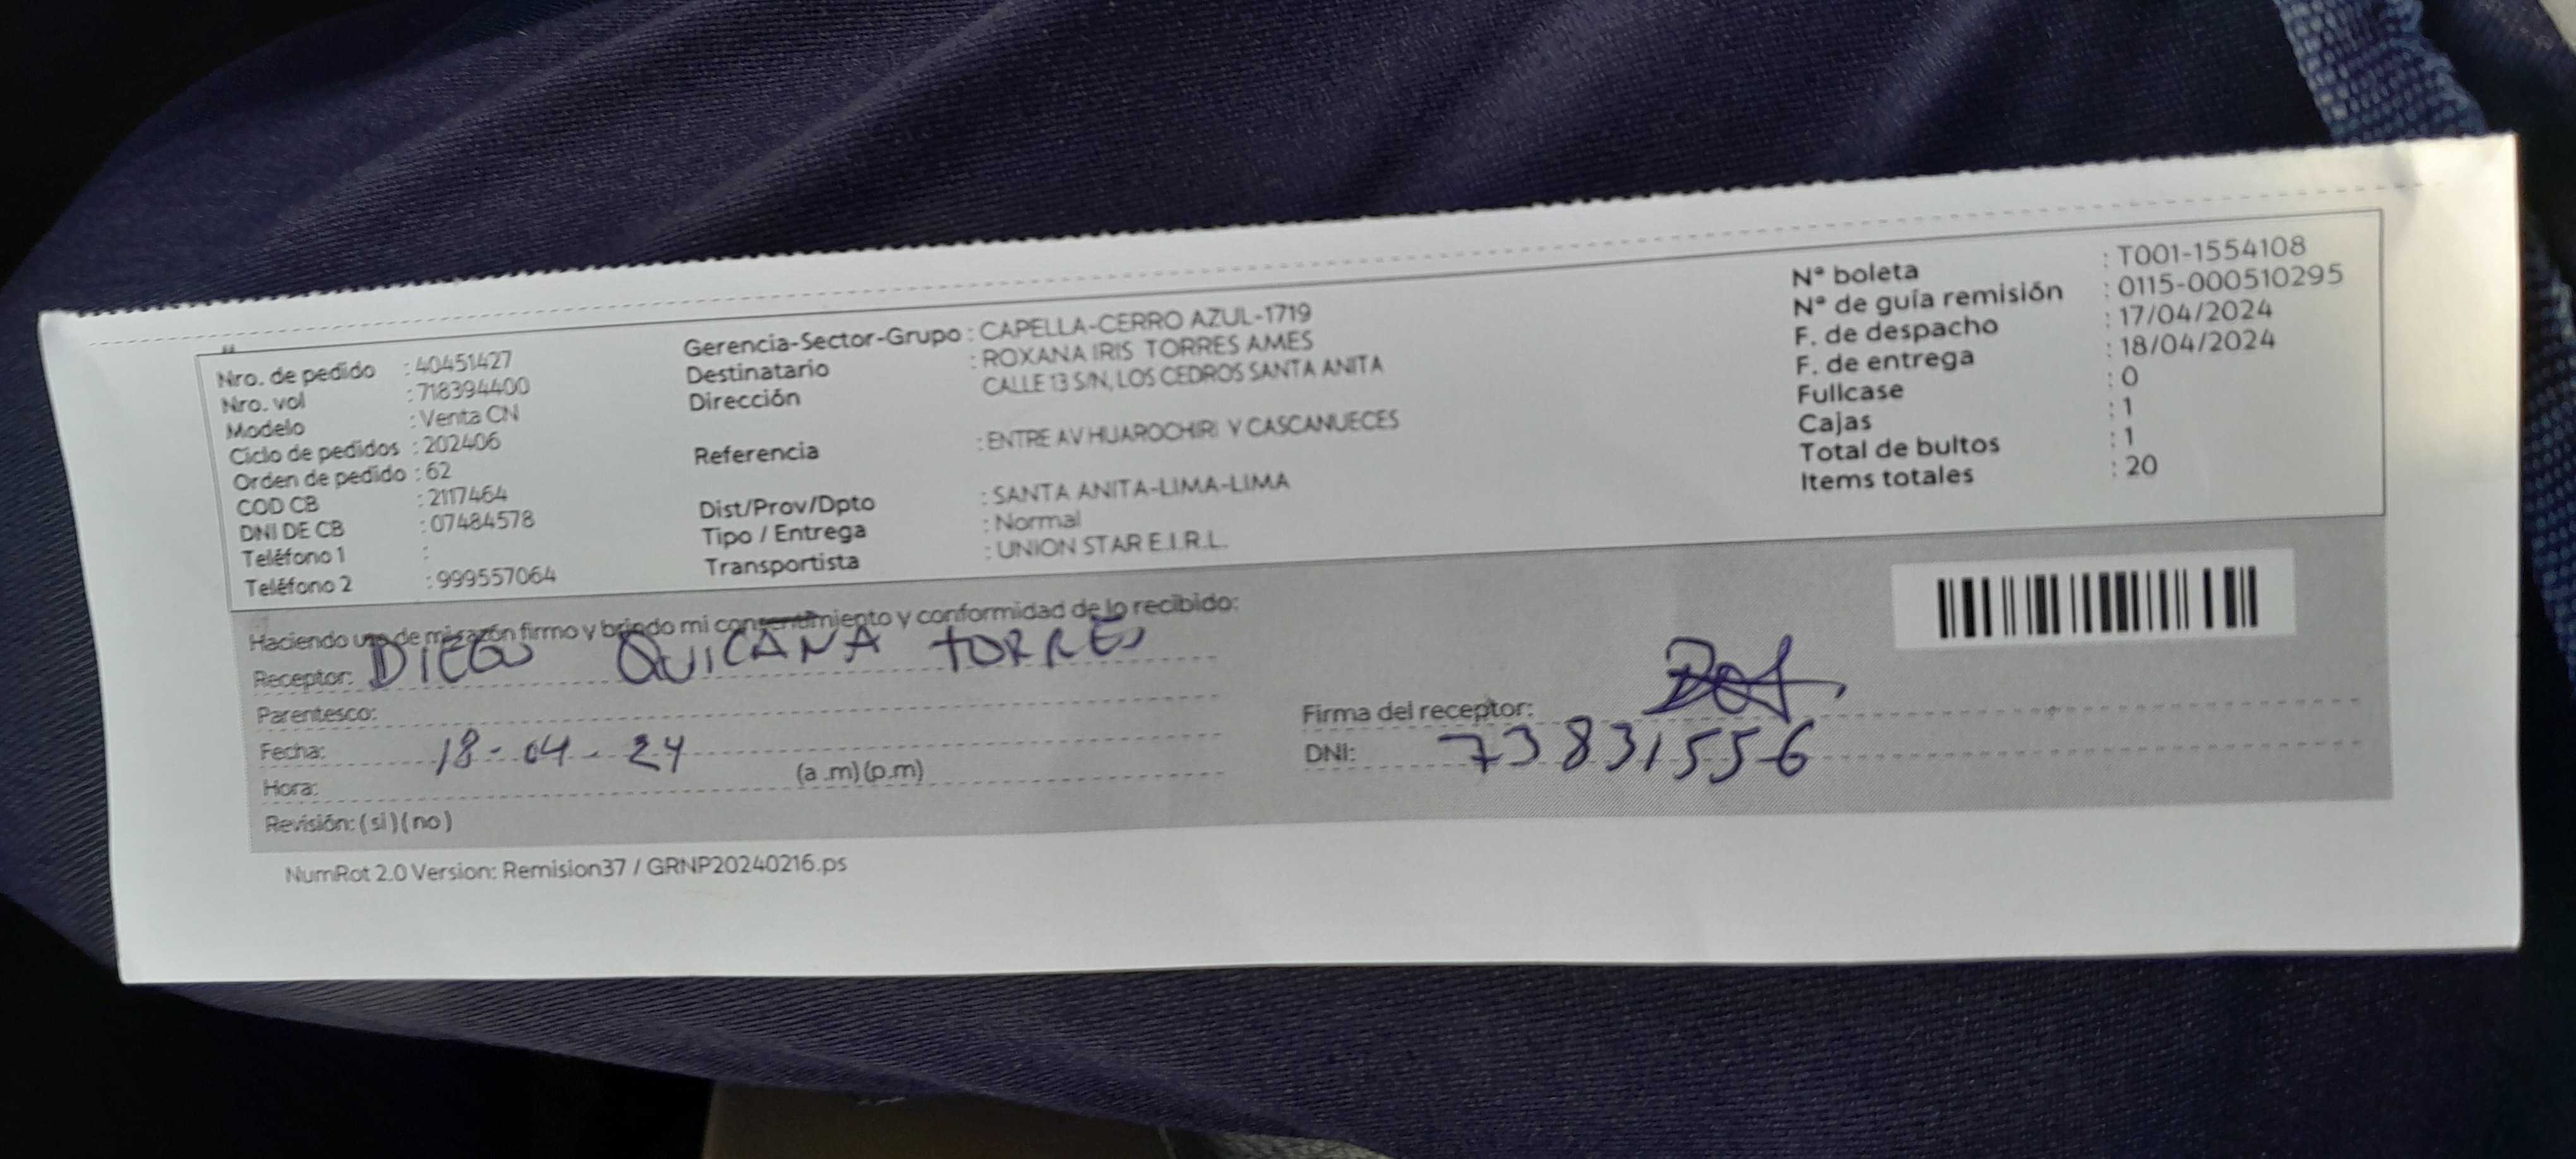 Nro. de pedido : 40451427
Nro. vol : 718394400
Modelo : Venta CN
Ciclo de pedidos : 202406
Orden de pedido : 62
COD CB : 2117464
DNI DE CB : 07484578
Teléfono 1 :
Teléfono 2 : 999557064
Gerencia-Sector-Grupo : CAPELLA-CERRO AZUL-1719
Destinatario : ROXANA IRIS TORRES AMES
Dirección CALLE 13 S/N, LOS CEDROS SANTA ANITA
Referencia : ENTRE AV HUAROCHIRI Y CASCANUECES
Dist/Prov/Dpto : SANTA ANITA-LIMA-LIMA
Tipo / Entrega : Normal
Transportista : UNION STAR E.I.R.L.
N° boleta : T001-1554108
N° de guía remisión : 0115-000510295
F. de despacho : 17/04/2024
F. de entrega : 18/04/2024
Fullcase : 0
Cajas : 1
Total de bultos : 1
Items totales : 20
Haciendo uso de mi razón firmo y brindo mi consentimiento y conformidad de lo recibido:
Receptor: DIEGO QUICAÑA TORRES
Parentesco:
Fecha: 18-04-24
Hora: (a .m) (p.m)
Revisión: ( si ) ( no )
Firma del receptor:
DNI: 73831556
NumRot 2.0 Version: Remision37 / GRNP20240216.ps